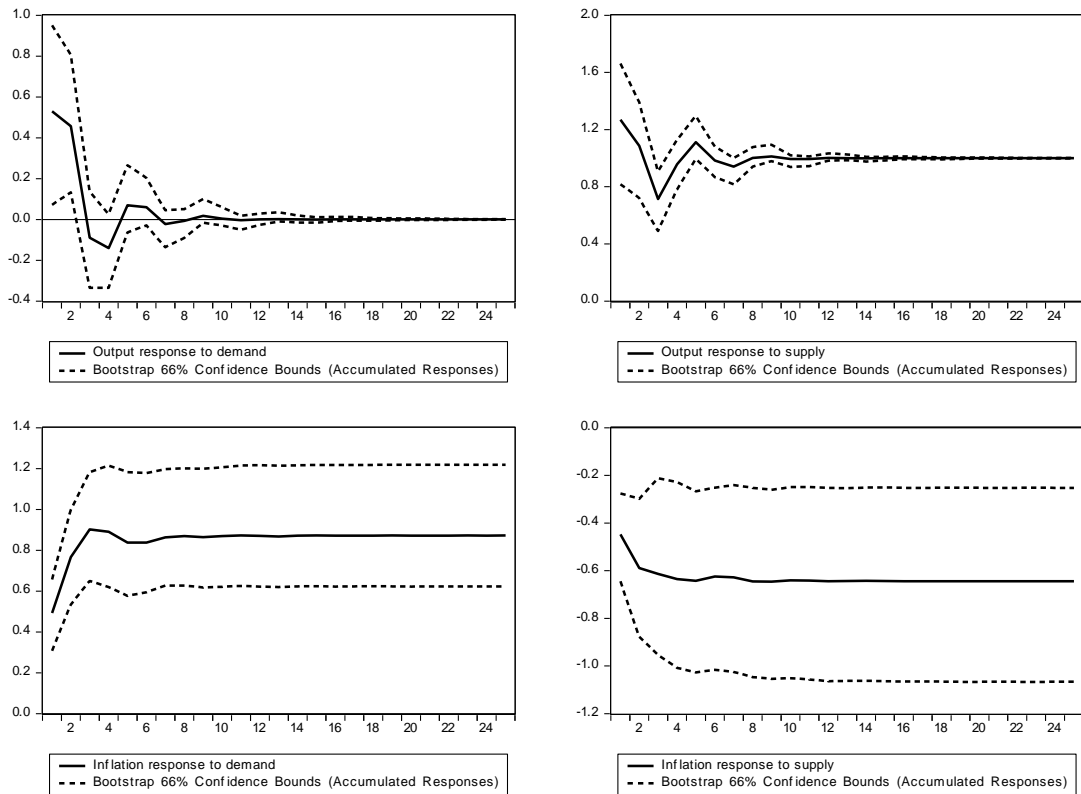 1.0
0.8
0.6
0.4
0.2
0.0
-0.2
-0.4
2 4 6 8 10 12 14 16 18 20 22 24
Output response to demand
Bootstrap 66% Confidence Bounds (Accumulated Responses)
2.0
1.6
1.2
0.8
0.4
0.0
2 4 6 8 10 12 14 16 18 20 22 24
Output response to supply
Bootstrap 66% Confidence Bounds (Accumulated Responses)
1.4
1.2
1.0
0.8
0.6
0.4
0.2
0.0
2 4 6 8 10 12 14 16 18 20 22 24
Inflation response to demand
Bootstrap 66% Confidence Bounds (Accumulated Responses)
0.0
-0.2
-0.4
-0.6
-0.8
-1.0
-1.2
2 4 6 8 10 12 14 16 18 20 22 24
Inflation response to supply
Bootstrap 66% Confidence Bounds (Accumulated Responses)